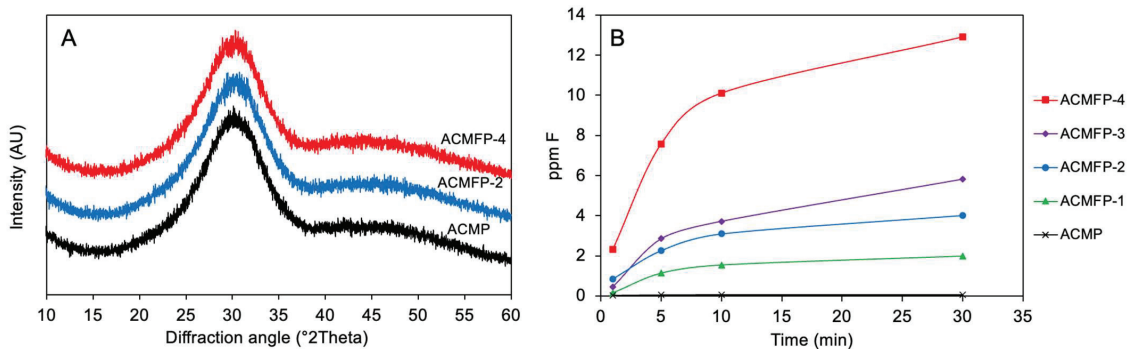 A
Intensity (AU)
ACMFP-4
ACMFP-2
ACMP
10 15 20 25 30 35 40 45 50 55 60
Diffraction angle (°2Theta)
B
ppm F
14
12
10
8
6
4
2
0
0 5 10 15 20 25 30 35
Time (min)
ACMFP-4
ACMFP-3
ACMFP-2
ACMFP-1
ACMP